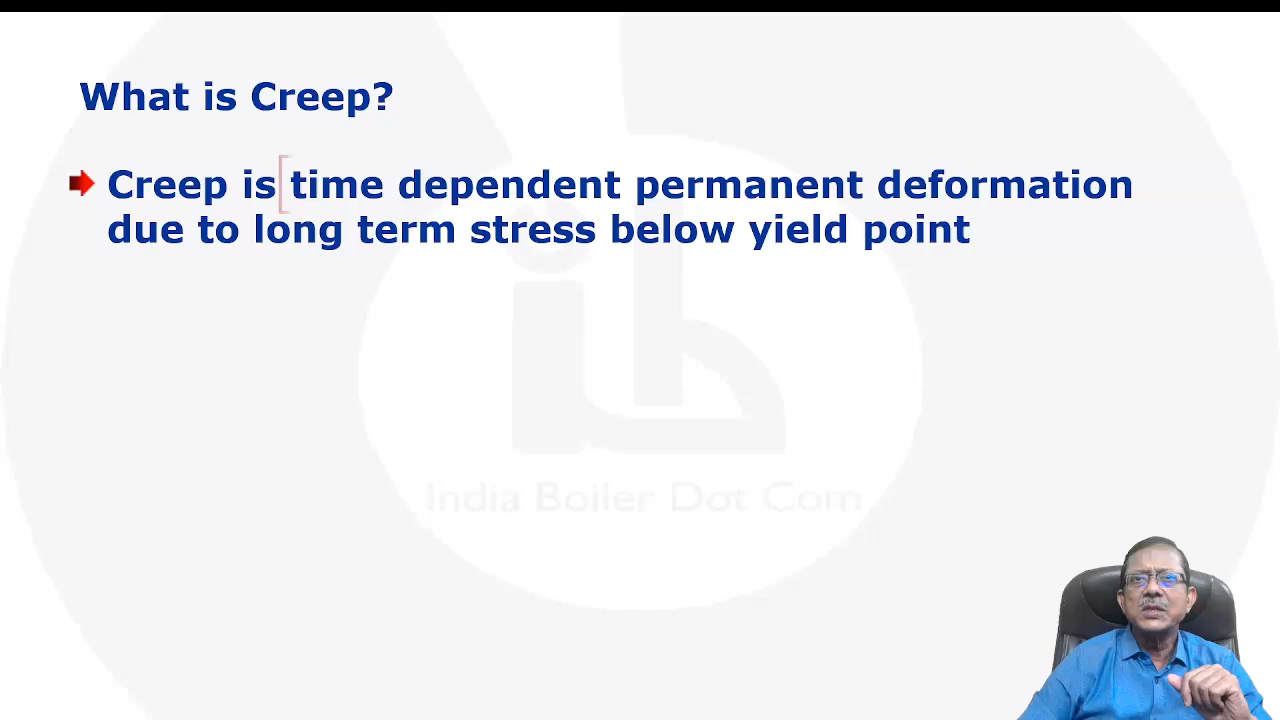 What is Creep?
Creep is time dependent permanent deformation
due to long term stress below yield point
India Boiler Dot Com